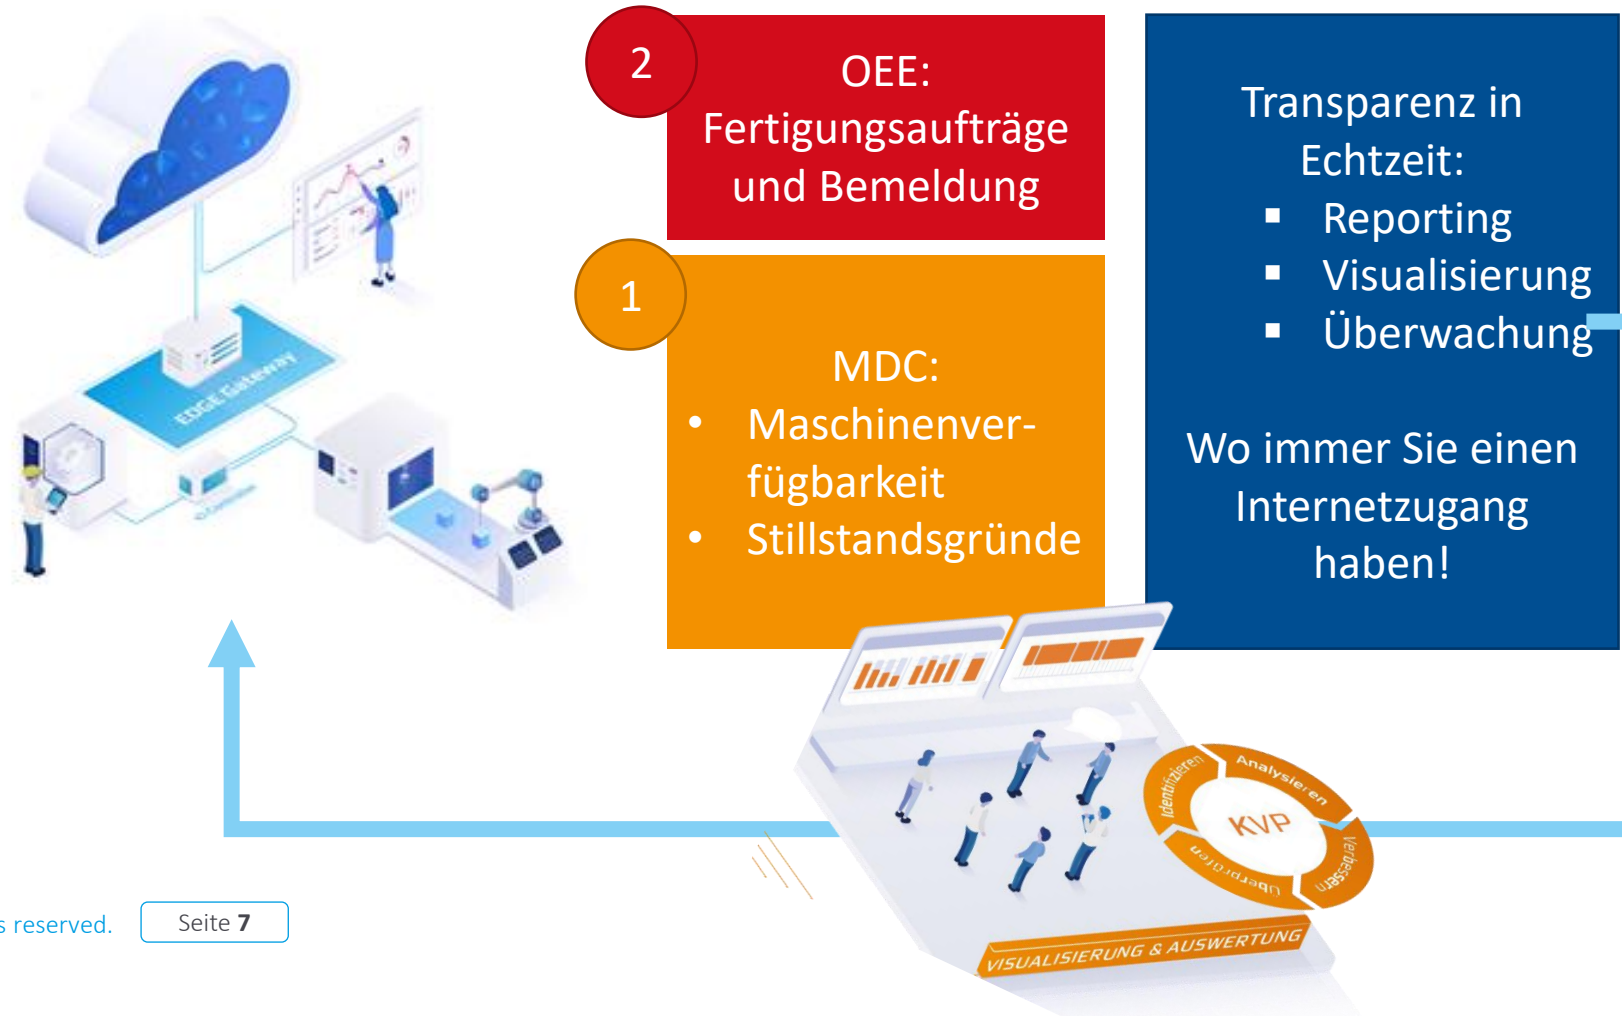 2
OEE:
Fertigungsaufträge
und Bemeldung
1
MDC:
• Maschinenver-
fügbarkeit
• Stillstandsgründe
Transparenz in
Echtzeit:
▪ Reporting
▪ Visualisierung
▪ Überwachung
Wo immer Sie einen
Internetzugang
haben!
EDGE Gateway
Identifizieren
Analysieren
Verbessern
Überprüfen
KVP
VISUALISIERUNG & AUSWERTUNG
s reserved.
Seite 7